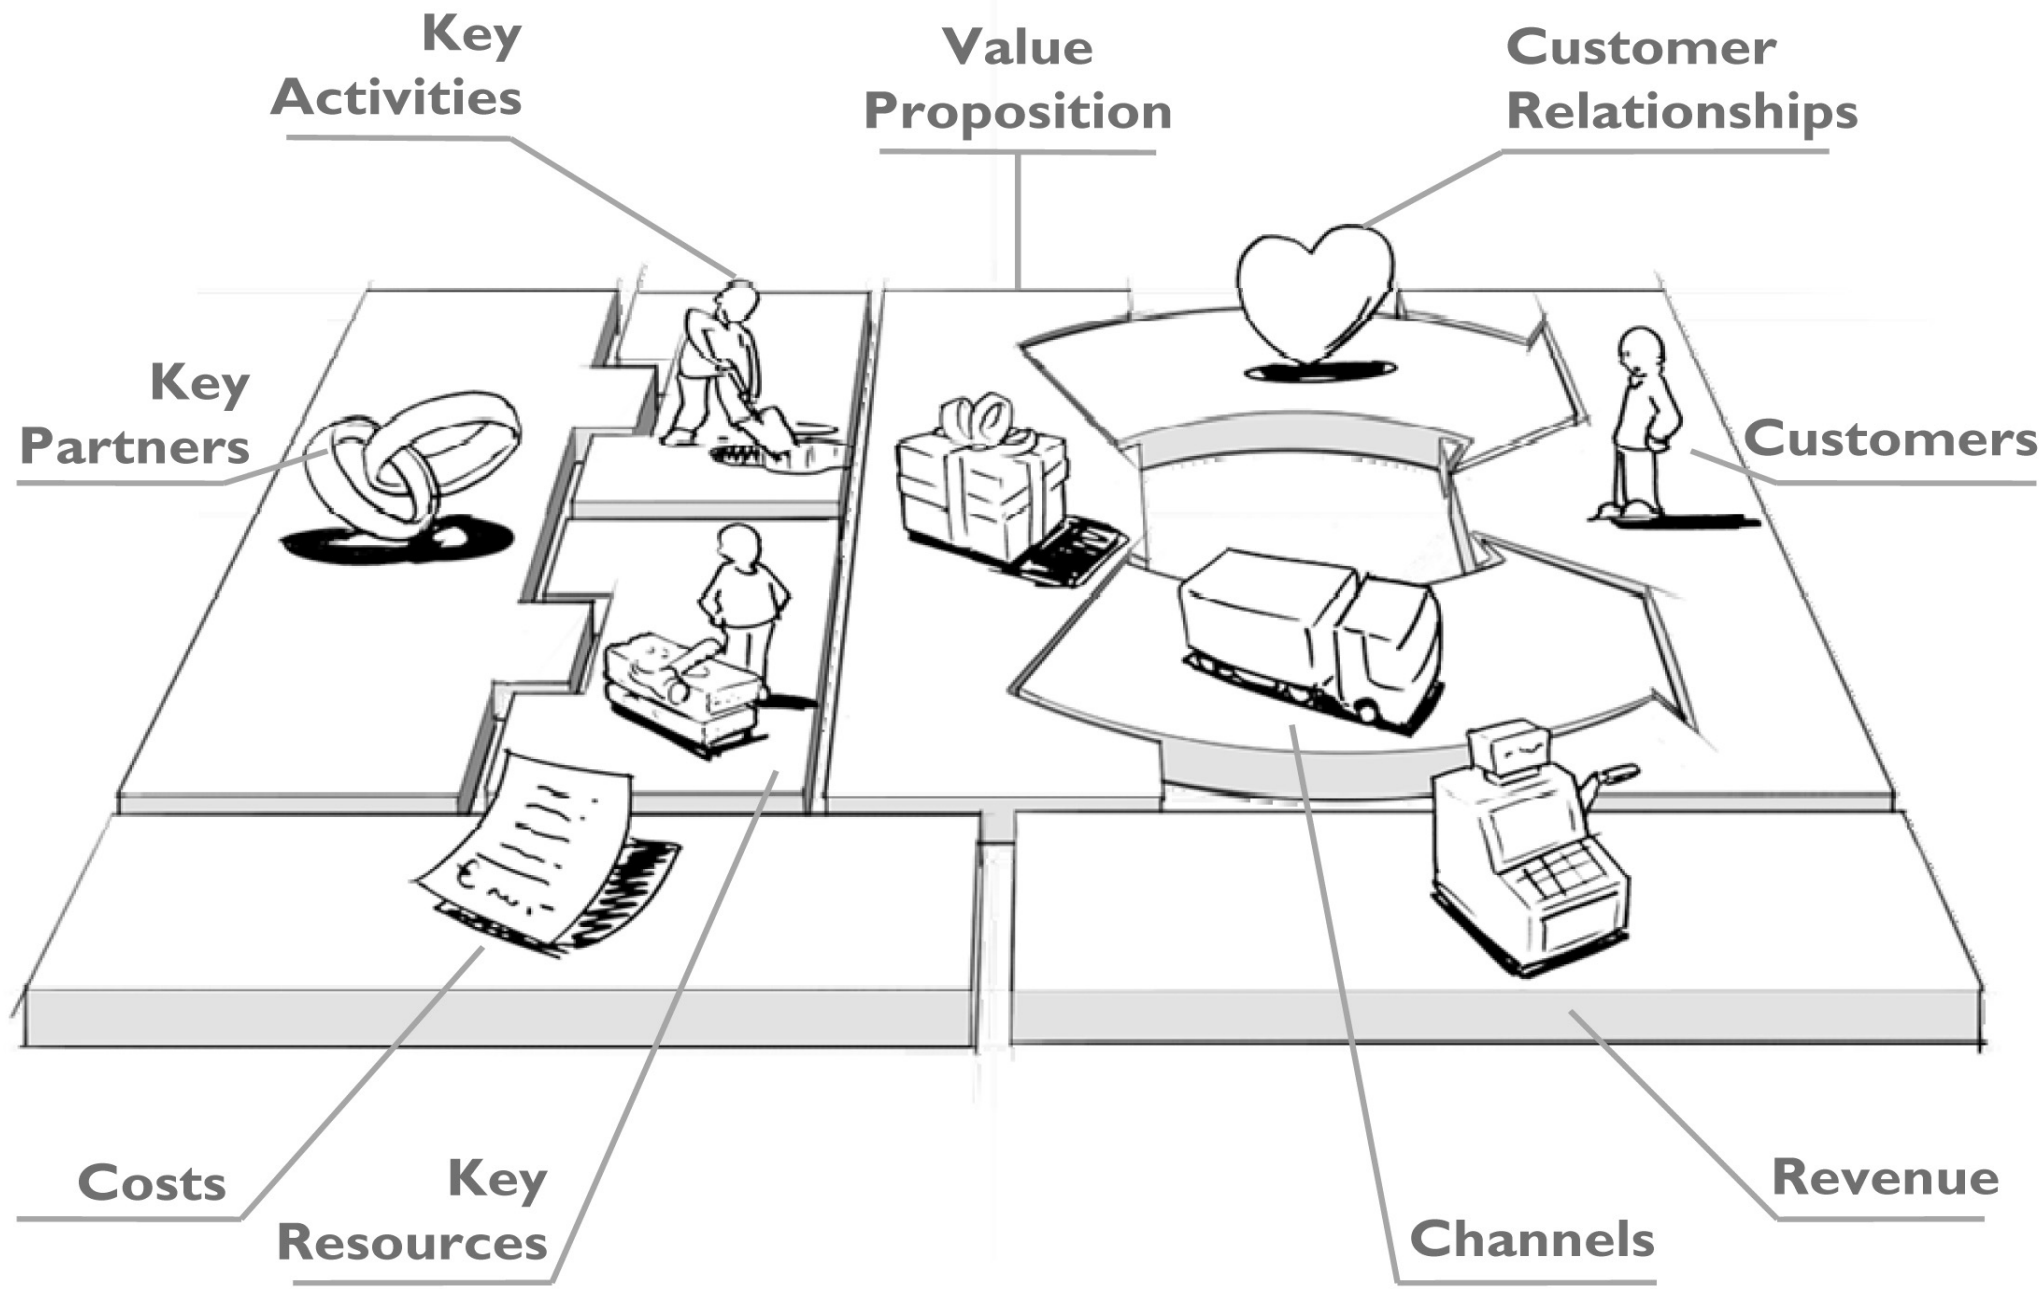 Key
Activities
Value
Proposition
Customer
Relationships
Key
Partners
Customers
€
Costs
Key
Resources
Channels
Revenue